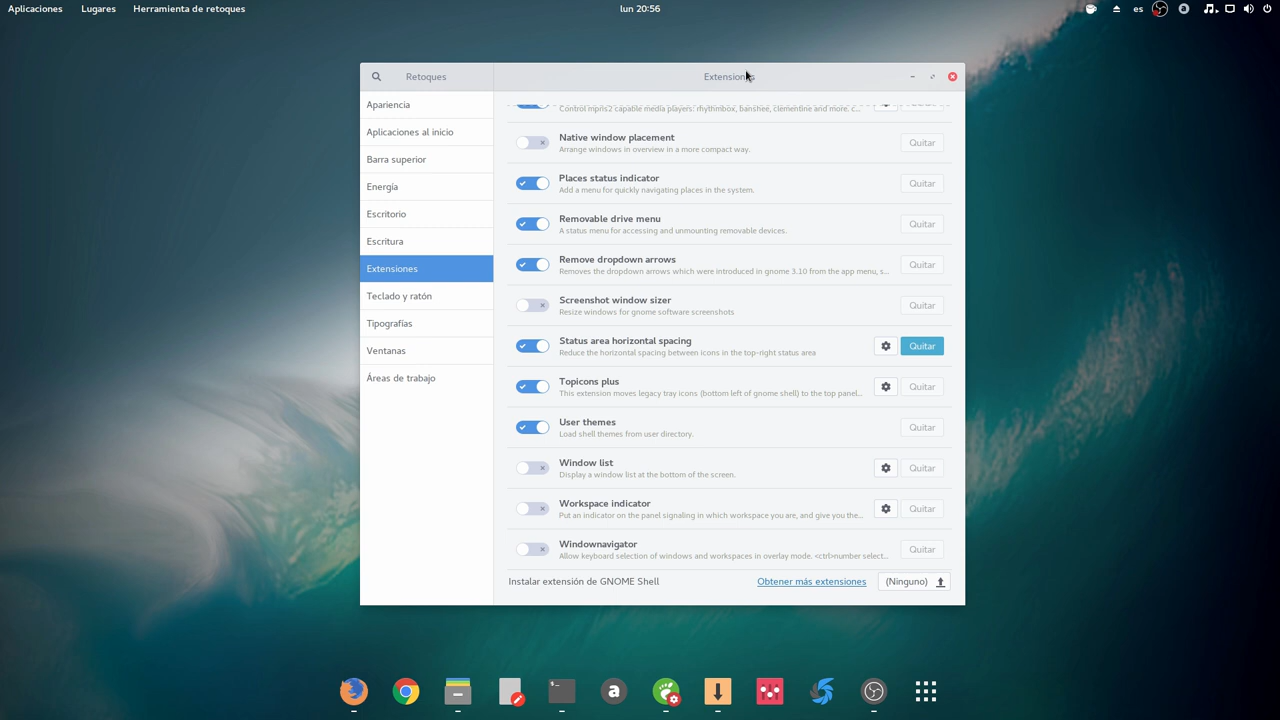 Aplicaciones Lugares Herramienta de retoques lun 20:56 es
Retoques Extensiones
Apariencia
Aplicaciones al inicio
Barra superior
Energía
Escritorio
Escritura
Extensiones
Teclado y ratón
Tipografías
Ventanas
Áreas de trabajo
Control mpris2 capable media players: rhythmbox, banshee, clementine and more. c...
Native window placement
Arrange windows in overview in a more compact way.
Quitar
Places status indicator
Add a menu for quickly navigating places in the system.
Quitar
Removable drive menu
A status menu for accessing and unmounting removable devices.
Quitar
Remove dropdown arrows
Removes the dropdown arrows which were introduced in gnome 3.10 from the app menu, s...
Quitar
Screenshot window sizer
Resize windows for gnome software screenshots
Quitar
Status area horizontal spacing
Reduce the horizontal spacing between icons in the top-right status area
Quitar
Topicons plus
This extension moves legacy tray icons (bottom left of gnome shell) to the top panel...
Quitar
User themes
Load shell themes from user directory.
Quitar
Window list
Display a window list at the bottom of the screen.
Quitar
Workspace indicator
Put an indicator on the panel signaling in which workspace you are, and give you the...
Quitar
Windownavigator
Allow keyboard selection of windows and workspaces in overlay mode. <ctrl>number select...
Quitar
Instalar extensión de GNOME Shell Obtener más extensiones (Ninguno)
a